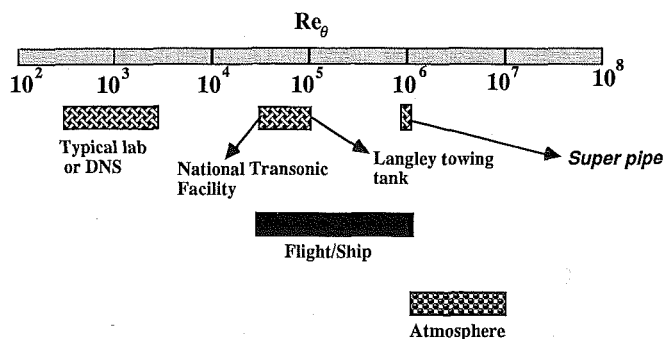 Re_θ
10^2 10^3 10^4 10^5 10^6 10^7 10^8
Typical lab
or DNS
National Transonic
Facility
Langley towing
tank
Super pipe
Flight/Ship
Atmosphere